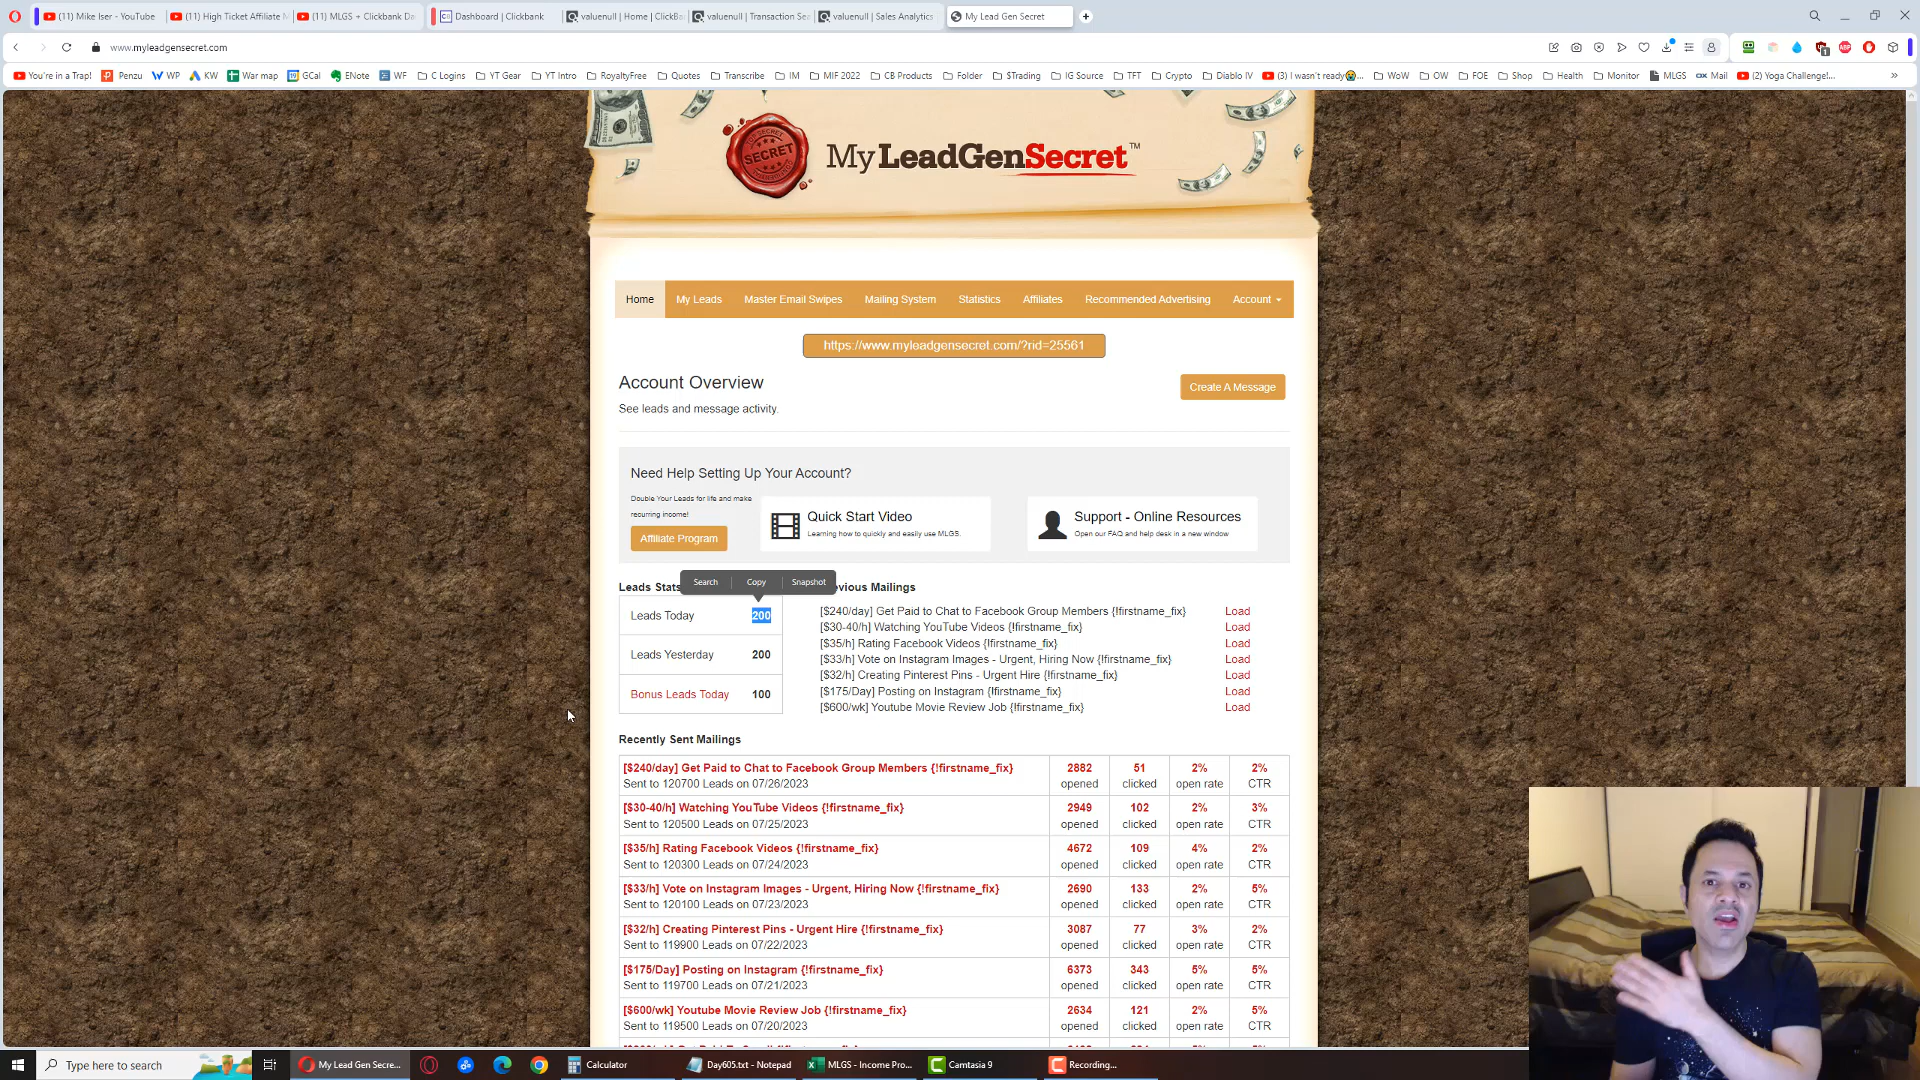 (11) Mike Iser - YouTube
(11) High Ticket Affiliate M
(11) MLGS + Clickbank Da
Dashboard | Clickbank
valuenull | Home | ClickBa
valuenull | Transaction Sea
valuenull | Sales Analytics
My Lead Gen Secret
www.myleadgensecret.com
You're in a Trap!
Penzu
WP
KW
War map
GCal
ENote
WF
C Logins
YT Gear
YT Intro
RoyaltyFree
Quotes
Transcribe
IM
MIF 2022
CB Products
Folder
$Trading
IG Source
TFT
Crypto
Diablo IV
(3) I wasn't ready
WoW
OW
FOE
Shop
Health
Monitor
MLGS
Mail
(2) Yoga Challenge!...
SECRET
MyLeadGenSecret™
Home
My Leads
Master Email Swipes
Mailing System
Statistics
Affiliates
Recommended Advertising
Account
https://www.myleadgensecret.com/?rid=25561
Account Overview
Create A Message
See leads and message activity.
Need Help Setting Up Your Account?
Double Your Leads for life and make
recurring income!
Affiliate Program
Quick Start Video
Learning how to quickly and easily use MLGS.
Support - Online Resources
Open our FAQ and help desk in a new window
Search
Copy
Snapshot
Leads Stats
vious Mailings
Leads Today 200
Leads Yesterday 200
Bonus Leads Today 100
[$240/day] Get Paid to Chat to Facebook Group Members {!firstname_fix} Load
[$30-40/h] Watching YouTube Videos {!firstname_fix} Load
[$35/h] Rating Facebook Videos {!firstname_fix} Load
[$33/h] Vote on Instagram Images - Urgent, Hiring Now {!firstname_fix} Load
[$32/h] Creating Pinterest Pins - Urgent Hire {!firstname_fix} Load
[$175/Day] Posting on Instagram {!firstname_fix} Load
[$600/wk] Youtube Movie Review Job {!firstname_fix} Load
Recently Sent Mailings
[$240/day] Get Paid to Chat to Facebook Group Members {!firstname_fix} 2882 51 2% 2%
Sent to 120700 Leads on 07/26/2023 opened clicked open rate CTR
[$30-40/h] Watching YouTube Videos {!firstname_fix} 2949 102 2% 3%
Sent to 120500 Leads on 07/25/2023 opened clicked open rate CTR
[$35/h] Rating Facebook Videos {!firstname_fix} 4672 109 4% 2%
Sent to 120300 Leads on 07/24/2023 opened clicked open rate CTR
[$33/h] Vote on Instagram Images - Urgent, Hiring Now {!firstname_fix} 2690 133 2% 5%
Sent to 120100 Leads on 07/23/2023 opened clicked open rate CTR
[$32/h] Creating Pinterest Pins - Urgent Hire {!firstname_fix} 3087 77 3% 2%
Sent to 119900 Leads on 07/22/2023 opened clicked open rate CTR
[$175/Day] Posting on Instagram {!firstname_fix} 6373 343 5% 5%
Sent to 119700 Leads on 07/21/2023 opened clicked open rate CTR
[$600/wk] Youtube Movie Review Job {!firstname_fix} 2634 121 2% 5%
Sent to 119500 Leads on 07/20/2023 opened clicked open rate CTR
Type here to search
My Lead Gen Secre...
Calculator
Day605.txt - Notepad
MLGS - Income Pro...
Camtasia 9
Recording...